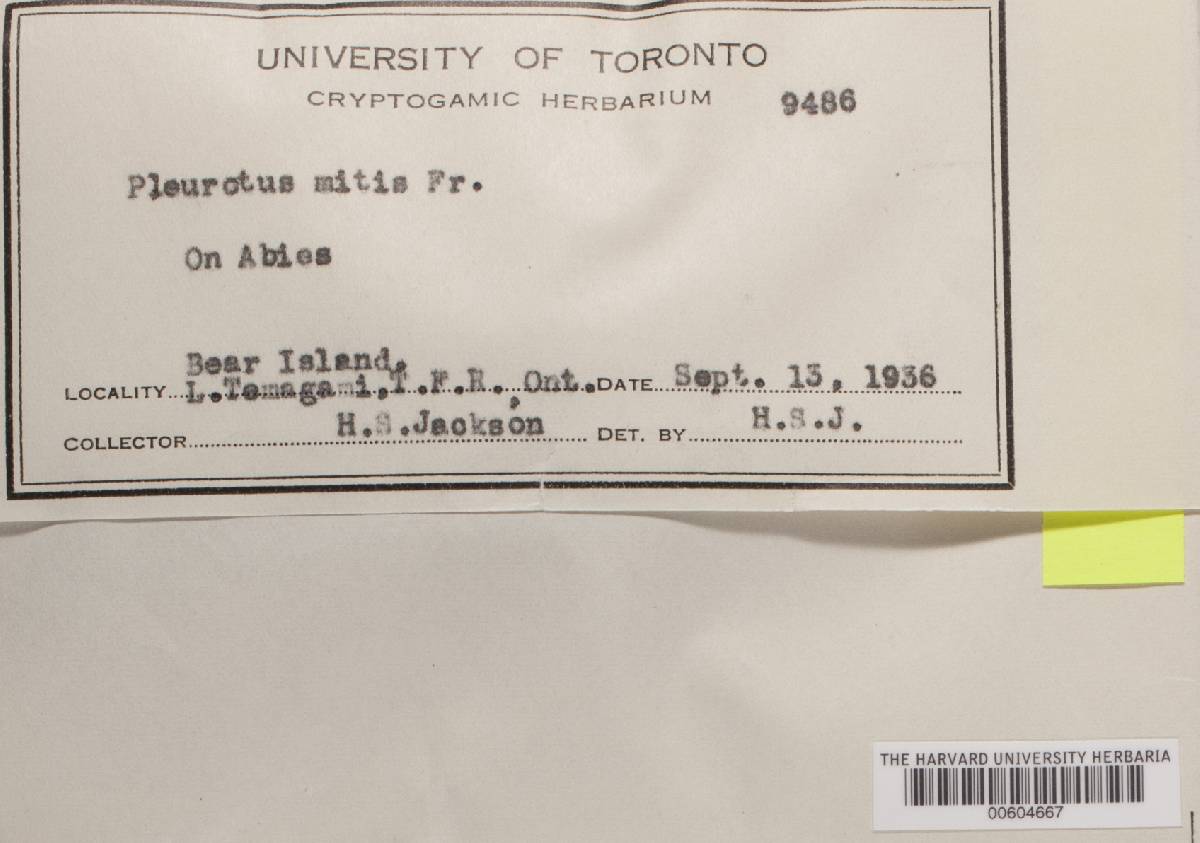 UNIVERSITY OF TORONTO
CRYPTOGAMIC HERBARIUM 9486
Pleurotus mitis Fr.
On Abies
Bear Island,
LOCALITY L.Temagami,T.F.R., Ont. DATE Sept. 13, 1936
COLLECTOR H.S.Jackson DET. BY H.S.J.
THE HARVARD UNIVERSITY HERBARIA
00604667